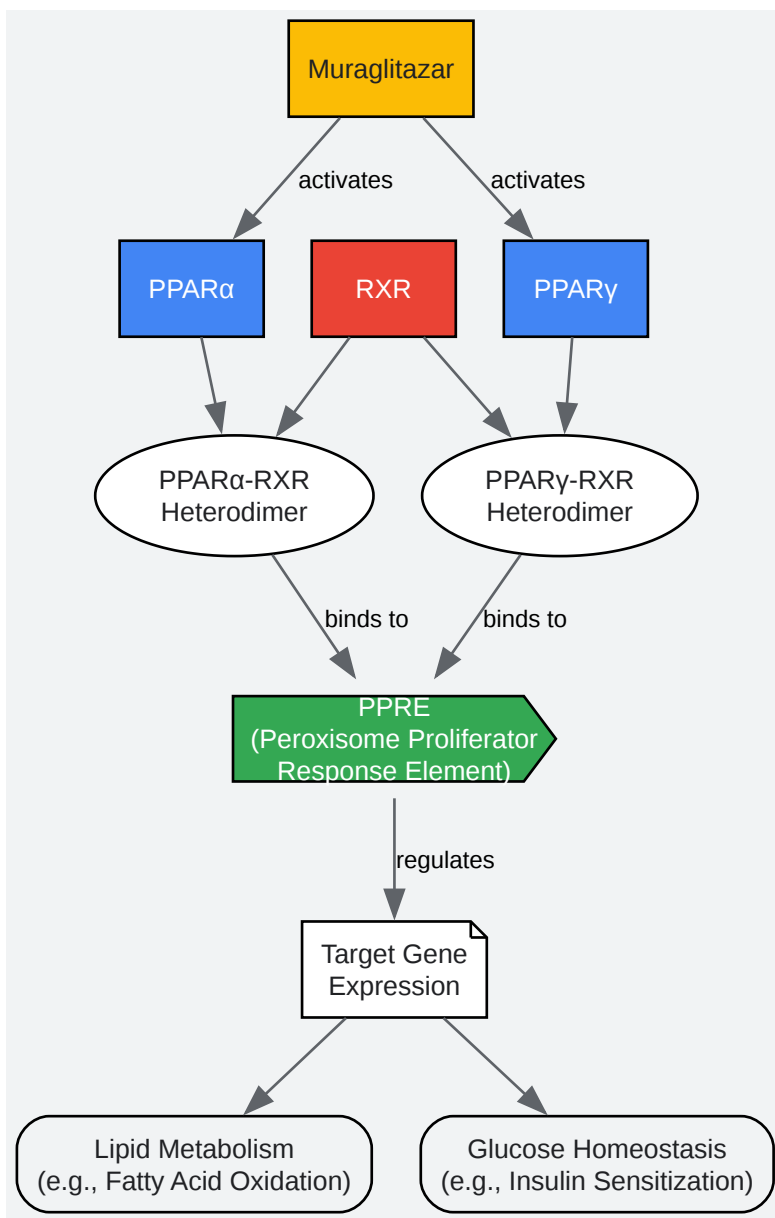 Muraglitazar
activates
activates
PPARα
RXR
PPARγ
PPARα-RXR
Heterodimer
PPARγ-RXR
Heterodimer
binds to
binds to
PPRE
(Peroxisome Proliferator
Response Element)
regulates
Target Gene
Expression
Lipid Metabolism
(e.g., Fatty Acid Oxidation)
Glucose Homeostasis
(e.g., Insulin Sensitization)